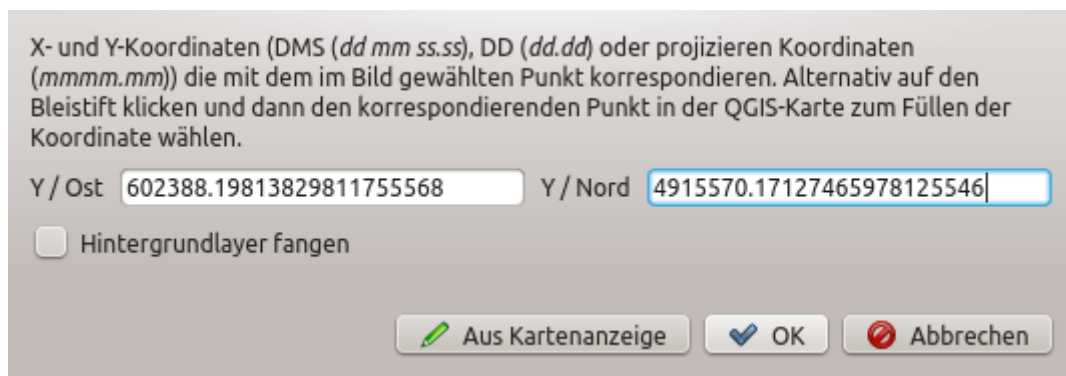 X- und Y-Koordinaten (DMS (dd mm ss.ss), DD (dd.dd) oder projizieren Koordinaten
(mmmm.mm)) die mit dem im Bild gewählten Punkt korrespondieren. Alternativ auf den
Bleistift klicken und dann den korrespondierenden Punkt in der QGIS-Karte zum Füllen der
Koordinate wählen.
Y / Ost 602388.19813829811755568 Y / Nord 4915570.17127465978125546
Hintergrundlayer fangen
Aus Kartenanzeige OK Abbrechen